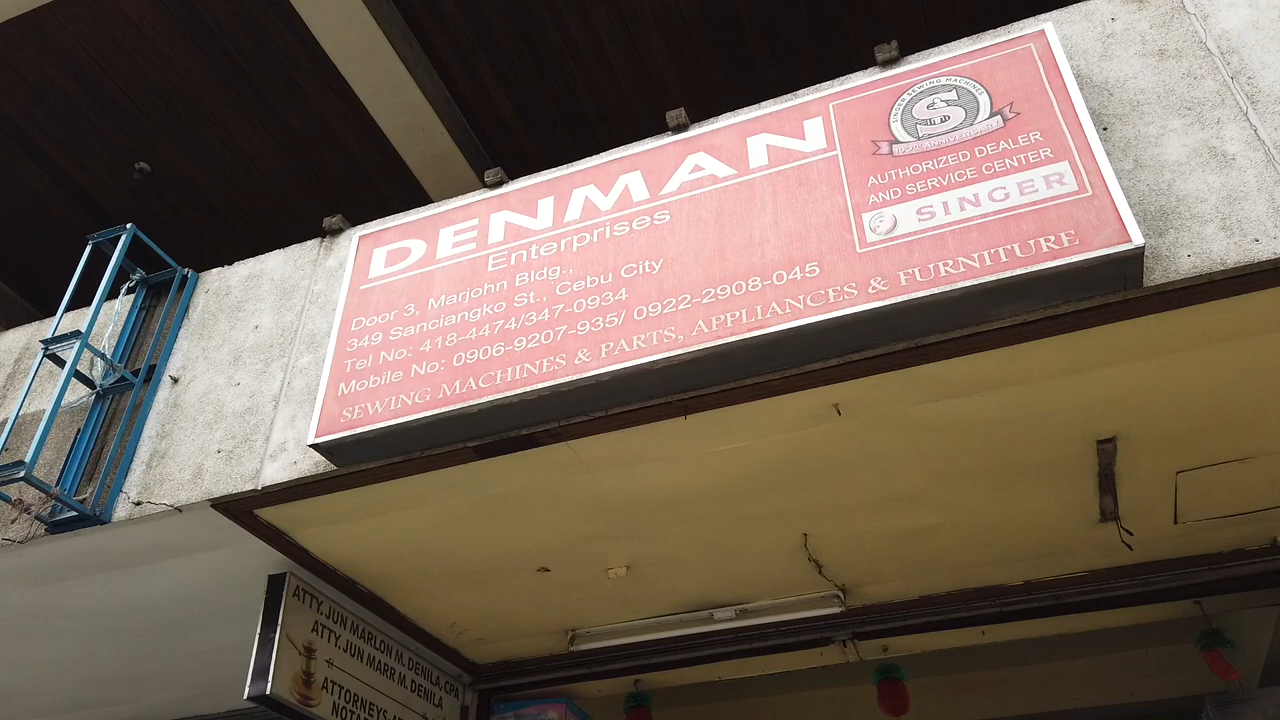 DENMAN
Enterprises
Door 3, Marjohn Bldg.,
349 Sanciangko St., Cebu City
Tel No: 418-4474/347-0934
Mobile No: 0906-9207-935/ 0922-2908-045
SEWING MACHINES & PARTS, APPLIANCES & FURNITURE
SINGER SEWING MACHINES
S
160TH ANNIVERSARY
AUTHORIZED DEALER
AND SERVICE CENTER
SINGER
ATTY. JUN MARLON M. DENILA, CPA
ATTY. JUN MARR M. DENILA